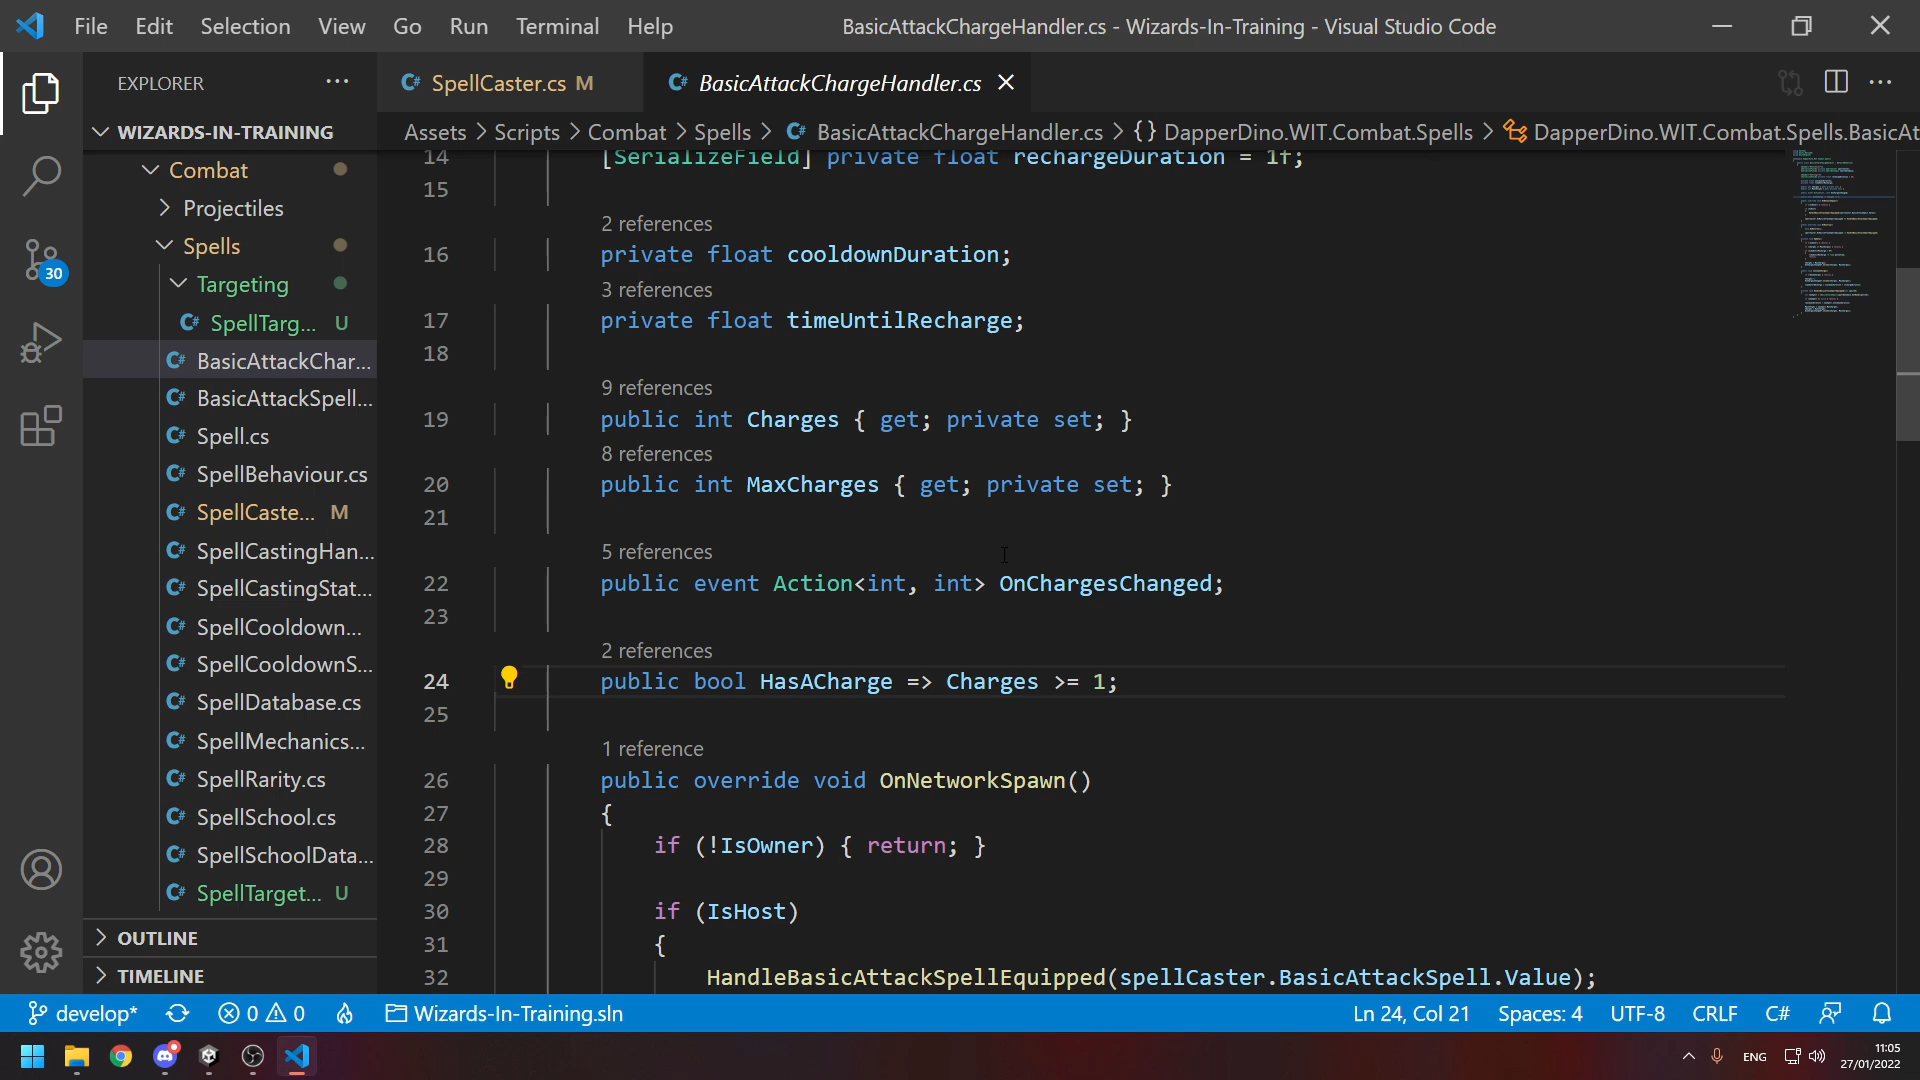 File Edit Selection View Go Run Terminal Help
BasicAttackChargeHandler.cs - Wizards-In-Training - Visual Studio Code
EXPLORER
SpellCaster.cs M
BasicAttackChargeHandler.cs
WIZARDS-IN-TRAINING
Assets > Scripts > Combat > Spells > BasicAttackChargeHandler.cs > {} DapperDino.WIT.Combat.Spells > DapperDino.WIT.Combat.Spells.BasicAt
Combat
Projectiles
Spells
Targeting
SpellTarg... U
BasicAttackChar...
BasicAttackSpell...
Spell.cs
SpellBehaviour.cs
SpellCaste... M
SpellCastingHan...
SpellCastingStat...
SpellCooldown...
SpellCooldownS...
SpellDatabase.cs
SpellMechanics...
SpellRarity.cs
SpellSchool.cs
SpellSchoolData...
SpellTarget... U
OUTLINE
TIMELINE
30
14 [SerializeField] private float rechargeDuration = 1f;
15
2 references
16 private float cooldownDuration;
3 references
17 private float timeUntilRecharge;
18
9 references
19 public int Charges { get; private set; }
8 references
20 public int MaxCharges { get; private set; }
21
5 references
22 public event Action<int, int> OnChargesChanged;
23
2 references
24 public bool HasACharge => Charges >= 1;
25
1 reference
26 public override void OnNetworkSpawn()
27 {
28 if (!IsOwner) { return; }
29
30 if (IsHost)
31 {
32 HandleBasicAttackSpellEquipped(spellCaster.BasicAttackSpell.Value);
develop* 0 0 Wizards-In-Training.sln
Ln 24, Col 21 Spaces: 4 UTF-8 CRLF C#
ENG
11:05
27/01/2022